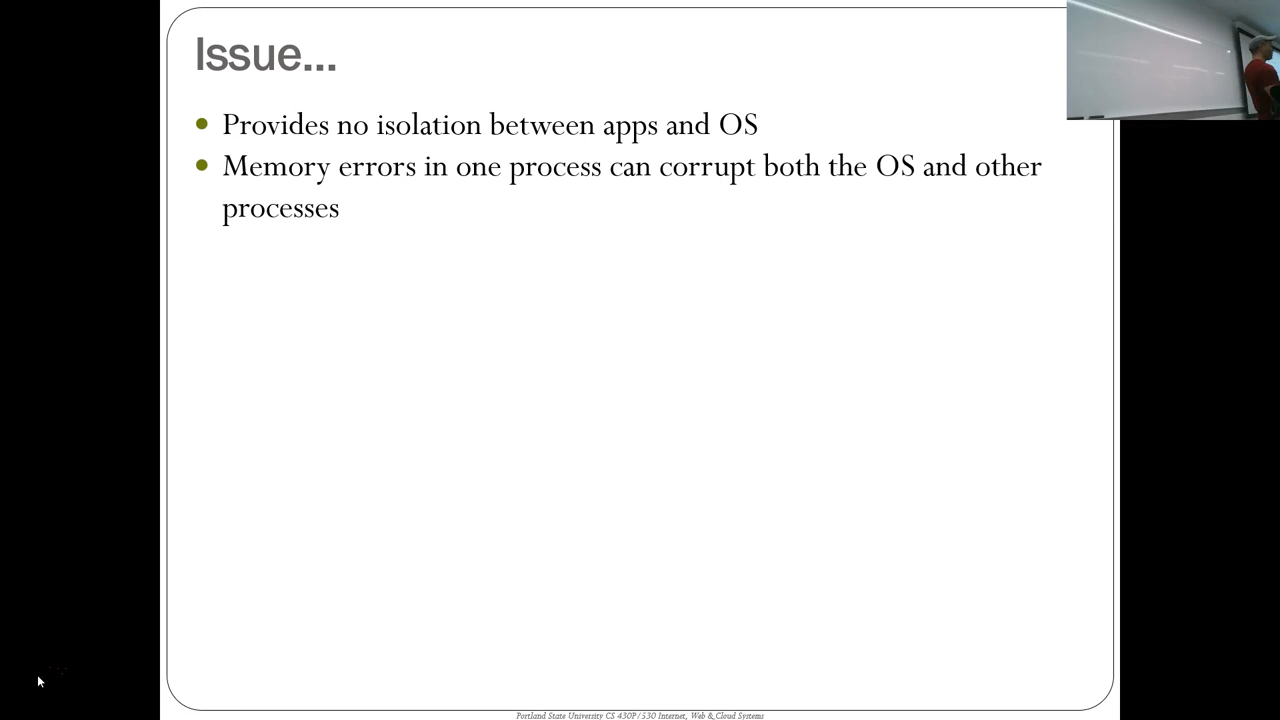 Issue...
Provides no isolation between apps and OS
Memory errors in one process can corrupt both the OS and other
processes
Portland State University CS 430P/530 Internet, Web & Cloud Systems